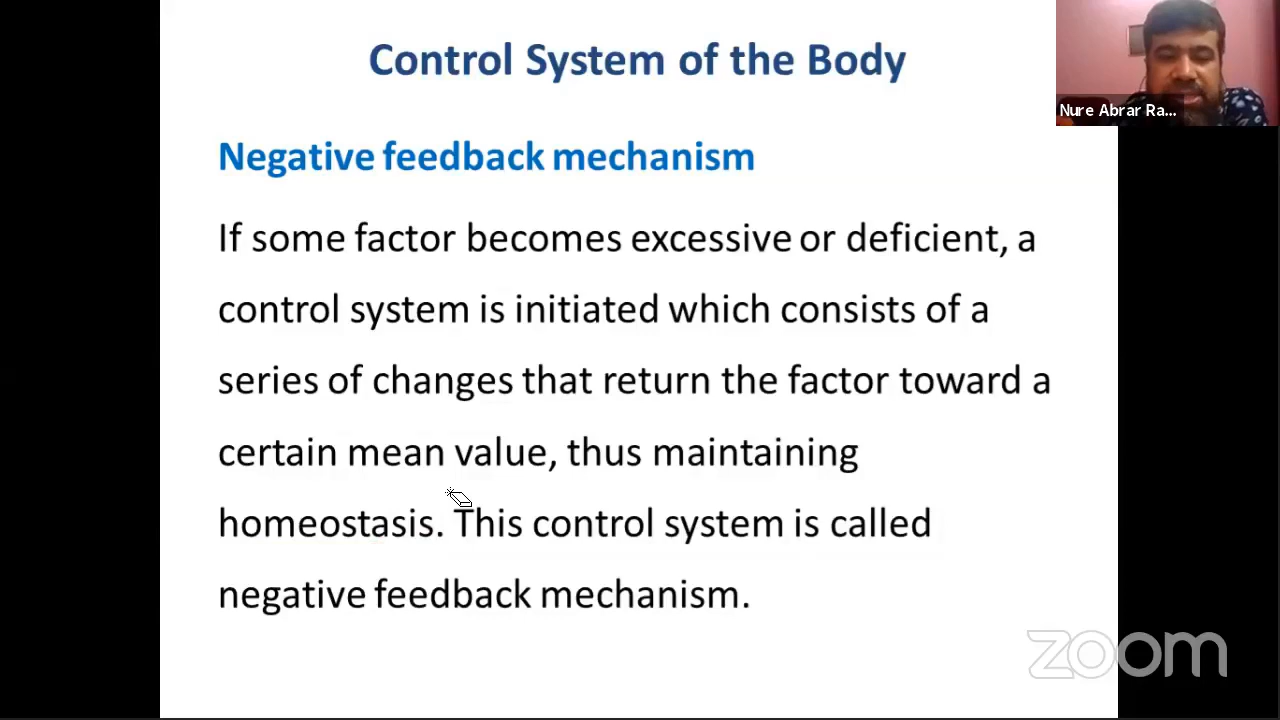 Control System of the Body
Nure Abrar Ra...
Negative feedback mechanism
If some factor becomes excessive or deficient, a
control system is initiated which consists of a
series of changes that return the factor toward a
certain mean value, thus maintaining
homeostasis. This control system is called
negative feedback mechanism.
zoom